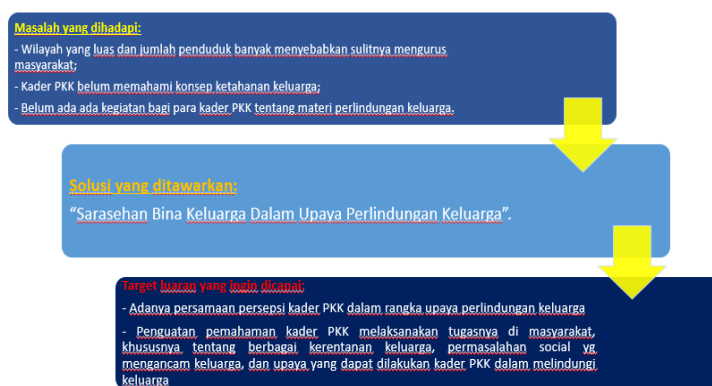 Masalah yang dihadapi:
- Wilayah yang luas dan jumlah penduduk banyak menyebabkan sulitnya mengurus
masyarakat;
- Kader PKK belum memahami konsep ketahanan keluarga;
- Belum ada ada kegiatan bagi para kader PKK tentang materi perlindungan keluarga.
Solusi yang ditawarkan:
“Sarasehan Bina Keluarga Dalam Upaya Perlindungan Keluarga”.
Target luaran yang ingin dicapai:
- Adanya persamaan persepsi kader PKK dalam rangka upaya perlindungan keluarga
- Penguatan pemahaman kader PKK melaksanakan tugasnya di masyarakat,
khususnya tentang berbagai kerentanan keluarga, permasalahan social yg
mengancam keluarga, dan upaya yang dapat dilakukan kader PKK dalam melindungi
keluarga